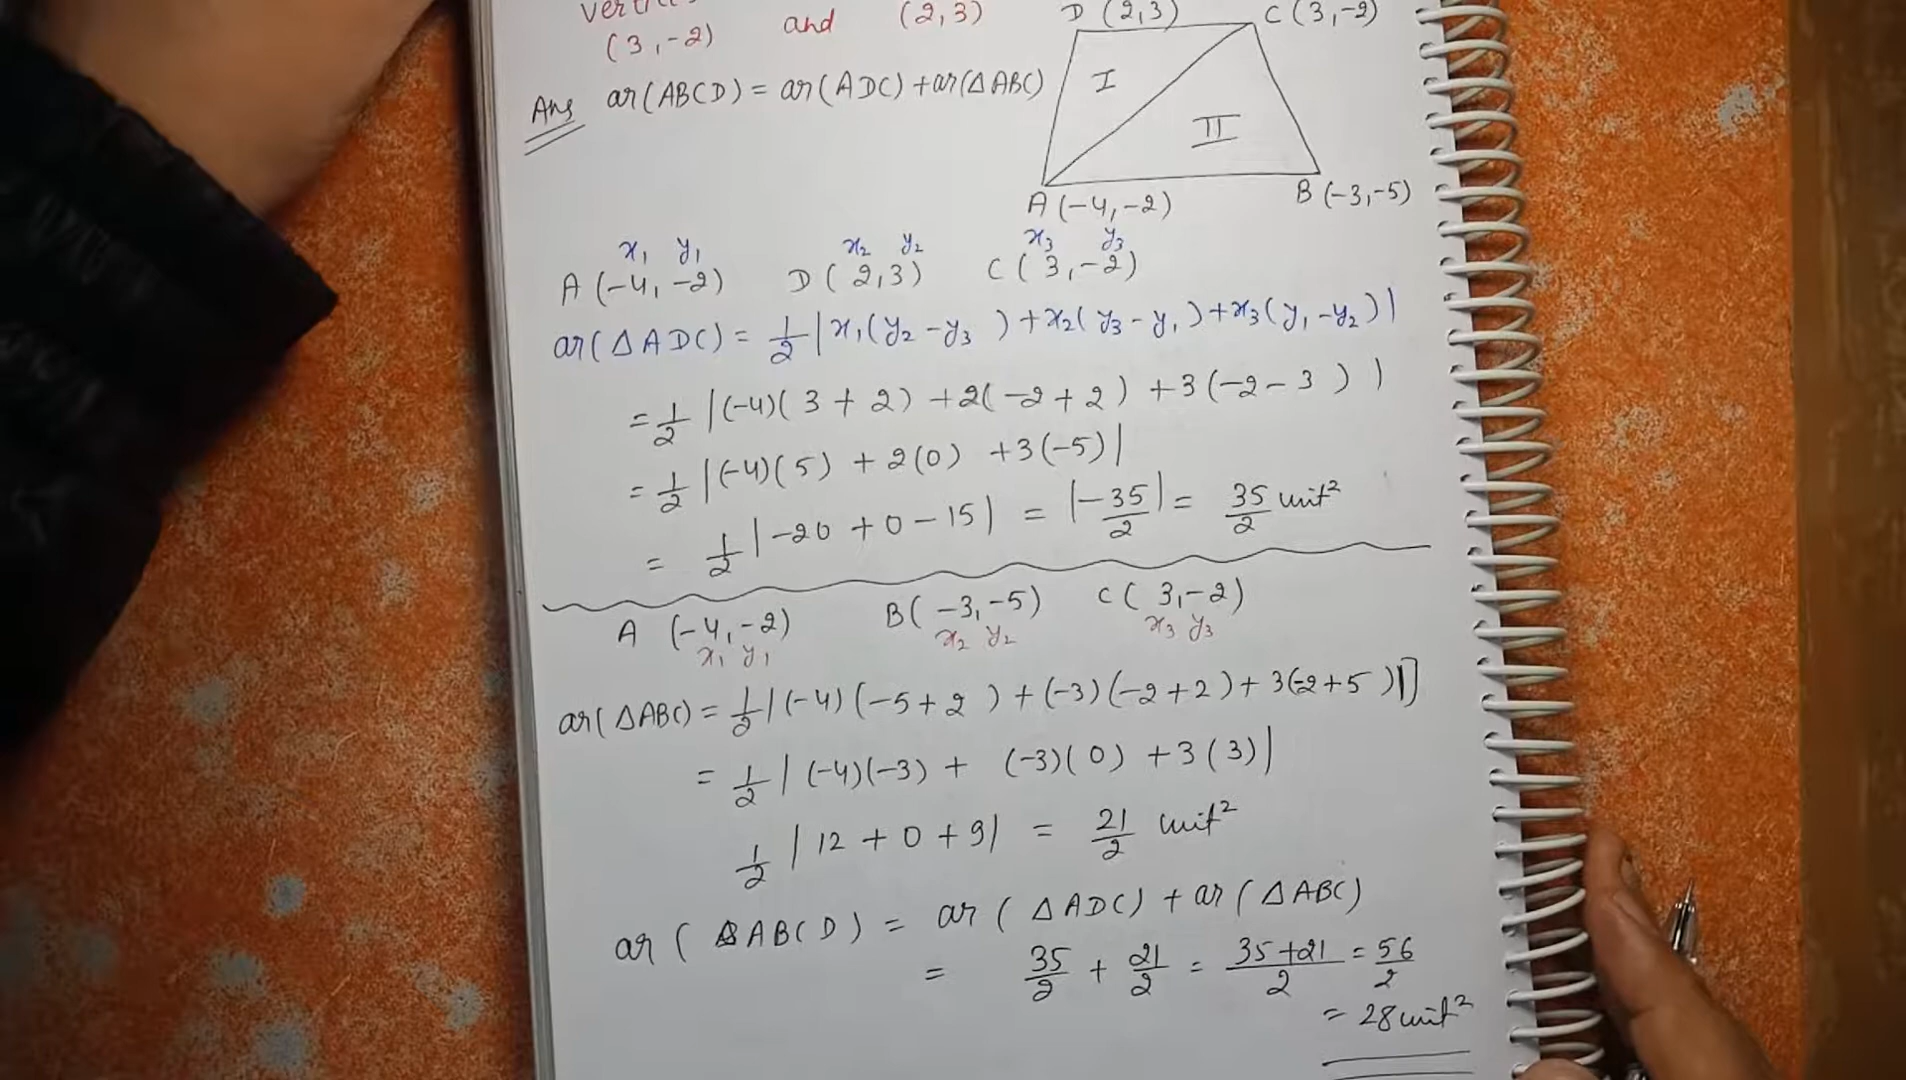 (3,-2) and (2,3)
D (2,3) C (3,-2)
Ans ar(ABCD) = ar(ADC) + ar(△ABC)
I
II
A (-4,-2) B (-3,-5)
x₁ y₁ x₂ y₂ x₃ y₃
A (-4, -2) D (2,3) C (3,-2)
ar(△ADC) = 1/2 |x₁(y₂-y₃) + x₂(y₃-y₁) + x₃(y₁-y₂)|
= 1/2 |(-4)(3+2) + 2(-2+2) + 3(-2-3)|
= 1/2 |(-4)(5) + 2(0) + 3(-5)|
= 1/2 |-20 + 0 - 15| = |-35/2| = 35/2 unit²
A (-4,-2) B(-3,-5) C(3,-2)
x₁ y₁ x₂ y₂ x₃ y₃
ar(△ABC) = 1/2 |(-4)(-5+2) + (-3)(-2+2) + 3(-2+5)|]
= 1/2 |(-4)(-3) + (-3)(0) + 3(3)|
1/2 |12 + 0 + 9| = 21/2 unit²
ar(ABCD) = ar(△ADC) + ar(△ABC)
= 35/2 + 21/2 = 35+21/2 = 56/2
= 28 unit²